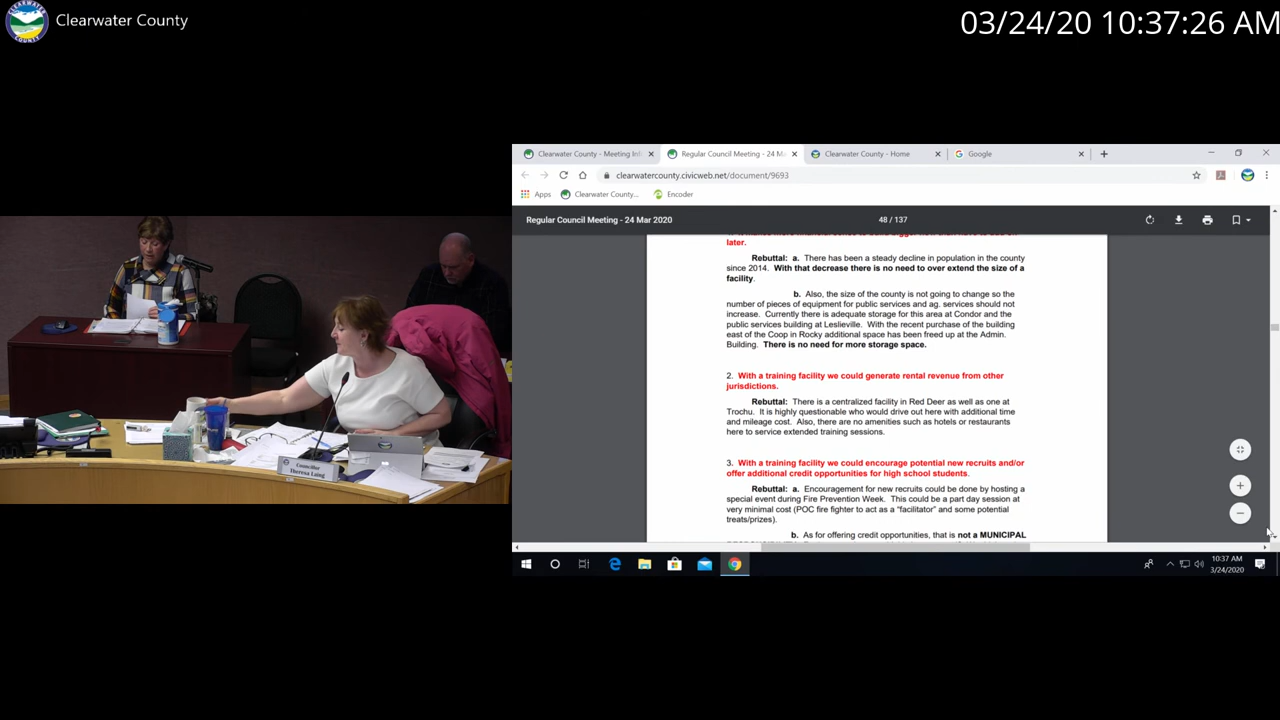 Clearwater County
03/24/20 10:37:26 AM
Clearwater County - Meeting Inf
Regular Council Meeting - 24 Ma
Clearwater County - Home
Google
clearwatercounty.civicweb.net/document/9693
Apps
Clearwater County...
Encoder
Regular Council Meeting - 24 Mar 2020
48 / 137
later.
Rebuttal: a. There has been a steady decline in population in the county
since 2014. With that decrease there is no need to over extend the size of a
facility.
b. Also, the size of the county is not going to change so the
number of pieces of equipment for public services and ag. services should not
increase. Currently there is adequate storage for this area at Condor and the
public services building at Leslieville. With the recent purchase of the building
east of the Coop in Rocky additional space has been freed up at the Admin.
Building. There is no need for more storage space.
2. With a training facility we could generate rental revenue from other
jurisdictions.
Rebuttal: There is a centralized facility in Red Deer as well as one at
Trochu. It is highly questionable who would drive out here with additional time
and mileage cost. Also, there are no amenities such as hotels or restaurants
here to service extended training sessions.
3. With a training facility we could encourage potential new recruits and/or
offer additional credit opportunities for high school students.
Rebuttal: a. Encouragement for new recruits could be done by hosting a
special event during Fire Prevention Week. This could be a part day session at
very minimal cost (POC fire fighter to act as a “facilitator” and some potential
treats/prizes).
b. As for offering credit opportunities, that is not a MUNICIPAL
Councillor
Theresa Laing
10:37 AM
3/24/2020